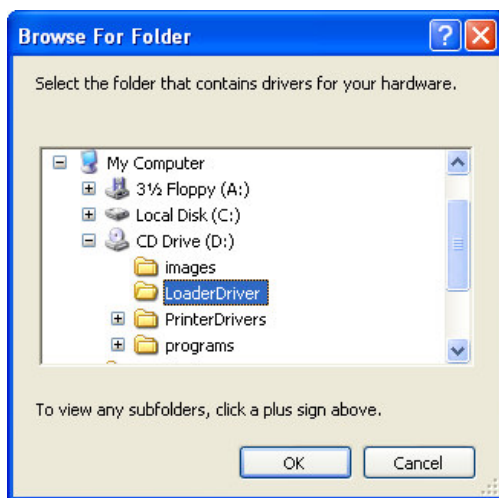 Browse For Folder
Select the folder that contains drivers for your hardware.
My Computer
3½ Floppy (A:)
Local Disk (C:)
CD Drive (D:)
images
LoaderDriver
PrinterDrivers
programs
To view any subfolders, click a plus sign above.
OK Cancel